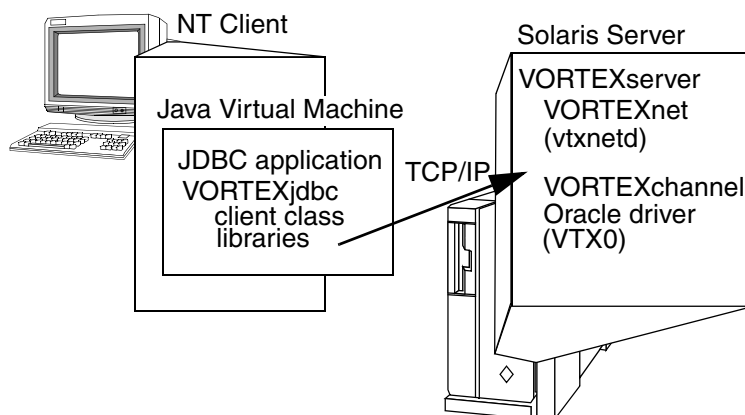 NT Client
Java Virtual Machine
JDBC application
VORTEXjdbc
client class
libraries
TCP/IP
Solaris Server
VORTEXserver
VORTEXnet
(vtxnetd)
VORTEXchannel
Oracle driver
(VTX0)